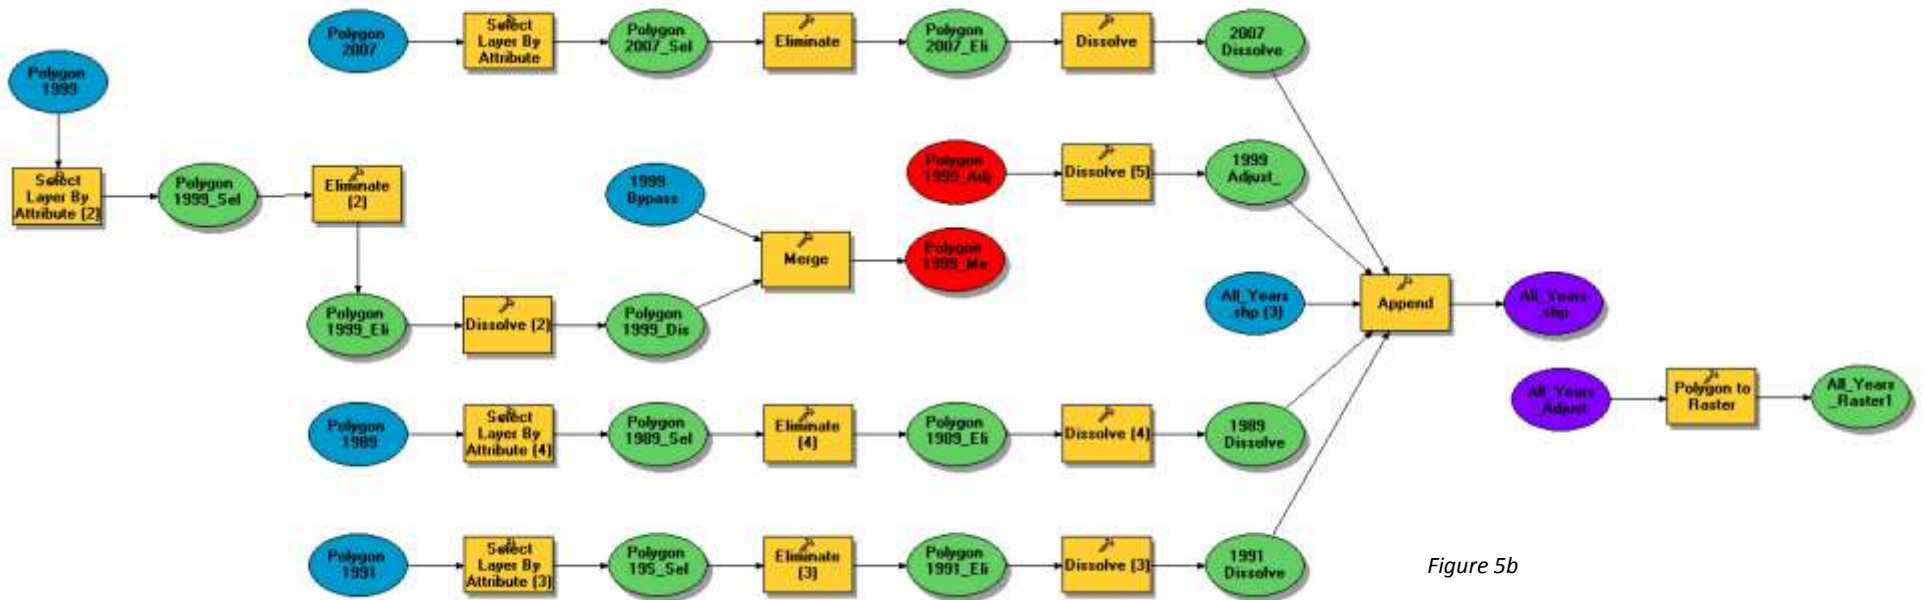 Polygon
2007
Select
Layer By
Attribute
Polygon
2007_Sel
Eliminate
Polygon
2007_Eli
Dissolve
2007
Dissolve
Polygon
1999
Select
Layer By
Attribute (2)
Polygon
1999_Sel
Eliminate
(2)
1999
Bypass
Polygon
1999_Adj
Dissolve (5)
1999
Adjust_
Merge
Polygon
1999_Me
Polygon
1999_Eli
Dissolve (2)
Polygon
1999_Dis
All_Years
.shp (3)
Append
All_Years
.shp
All_Years
_Adjust
Polygon to
Raster
All_Years
_Raster1
Polygon
1989
Select
Layer By
Attribute (4)
Polygon
1989_Sel
Eliminate
(4)
Polygon
1989_Eli
Dissolve (4)
1989
Dissolve
Polygon
1991
Select
Layer By
Attribute (3)
Polygon
195_Sel
Eliminate
(3)
Polygon
1991_Eli
Dissolve (3)
1991
Dissolve
Figure 5b